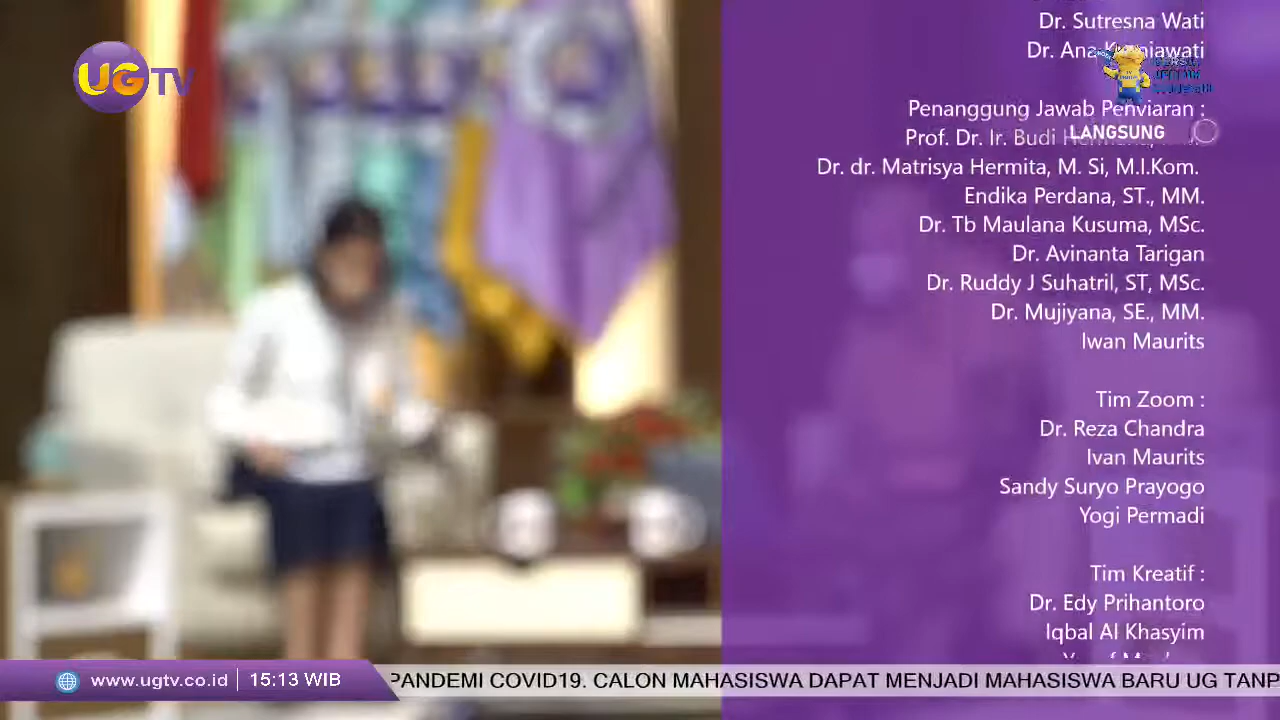 UGTV
Dr. Sutresna Wati
Dr. Ana
Penanggung Jawab Penyiaran :
LANGSUNG
Prof. Dr. Ir. Budi
Dr. dr. Matrisya Hermita, M. Si, M.I.Kom.
Endika Perdana, ST., MM.
Dr. Tb Maulana Kusuma, MSc.
Dr. Avinanta Tarigan
Dr. Ruddy J Suhatril, ST, MSc.
Dr. Mujiyana, SE., MM.
Iwan Maurits
Tim Zoom :
Dr. Reza Chandra
Ivan Maurits
Sandy Suryo Prayogo
Yogi Permadi
Tim Kreatif :
Dr. Edy Prihantoro
Iqbal Al Khasyim
www.ugtv.co.id | 15:13 WIB
PANDEMI COVID19. CALON MAHASISWA DAPAT MENJADI MAHASISWA BARU UG TANP